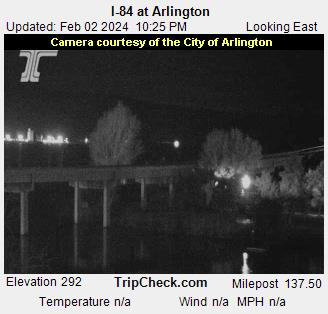 I-84 at Arlington
Updated: Feb 02 2024 10:25 PM Looking East
Camera courtesy of the City of Arlington
Elevation 292 TripCheck.com Milepost 137.50
Temperature n/a Wind n/a MPH n/a